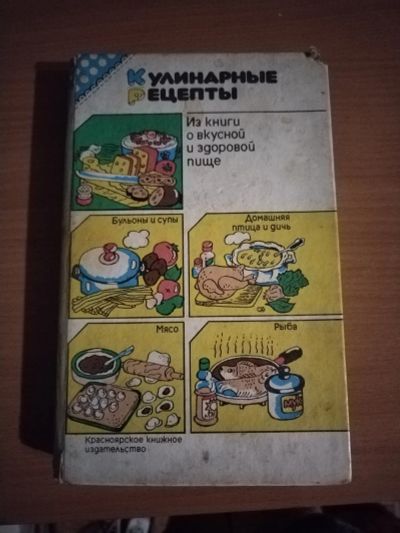 Кулинарные
Рецепты
Из книги
о вкусной
и здоровой
пище
Бульоны и супы
Домашняя
птица и дичь
Мясо
Рыба
Красноярское книжное
издательство